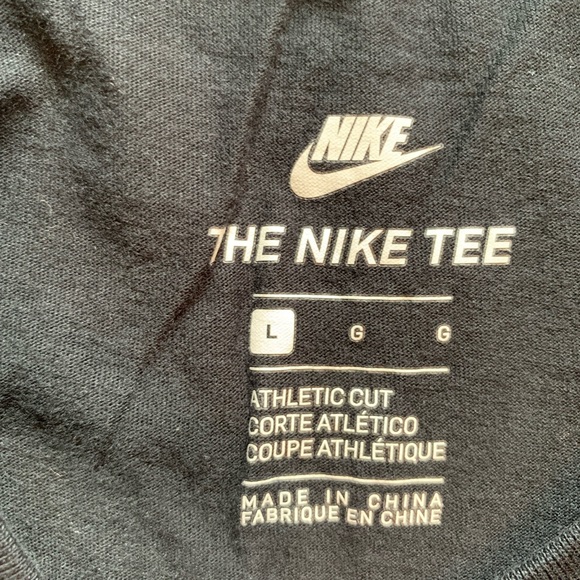 NIKE
THE NIKE TEE
L G G
ATHLETIC CUT
CORTE ATLÉTICO
COUPE ATHLÉTIQUE
MADE IN CHINA
FABRIQUE EN CHINE